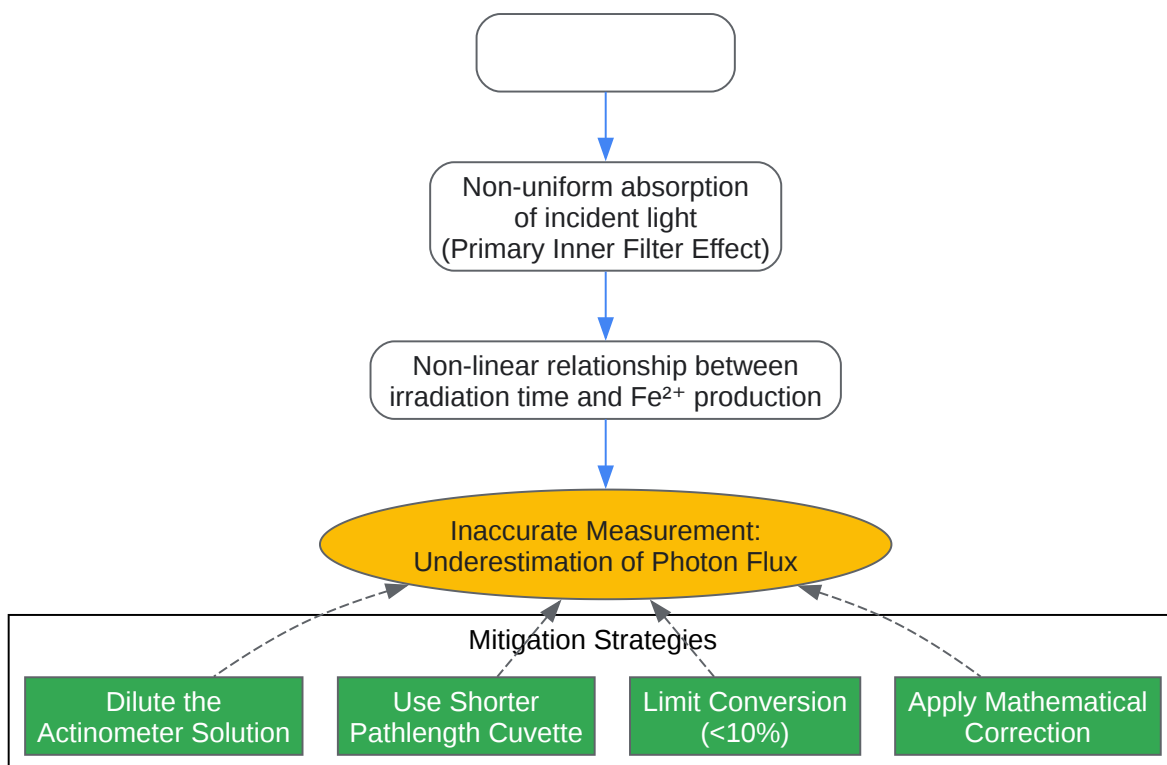 Non-uniform absorption
of incident light
(Primary Inner Filter Effect)
Non-linear relationship between
irradiation time and Fe²⁺ production
Inaccurate Measurement:
Underestimation of Photon Flux
Mitigation Strategies
Dilute the
Actinometer Solution
Use Shorter
Pathlength Cuvette
Limit Conversion
(<10%)
Apply Mathematical
Correction